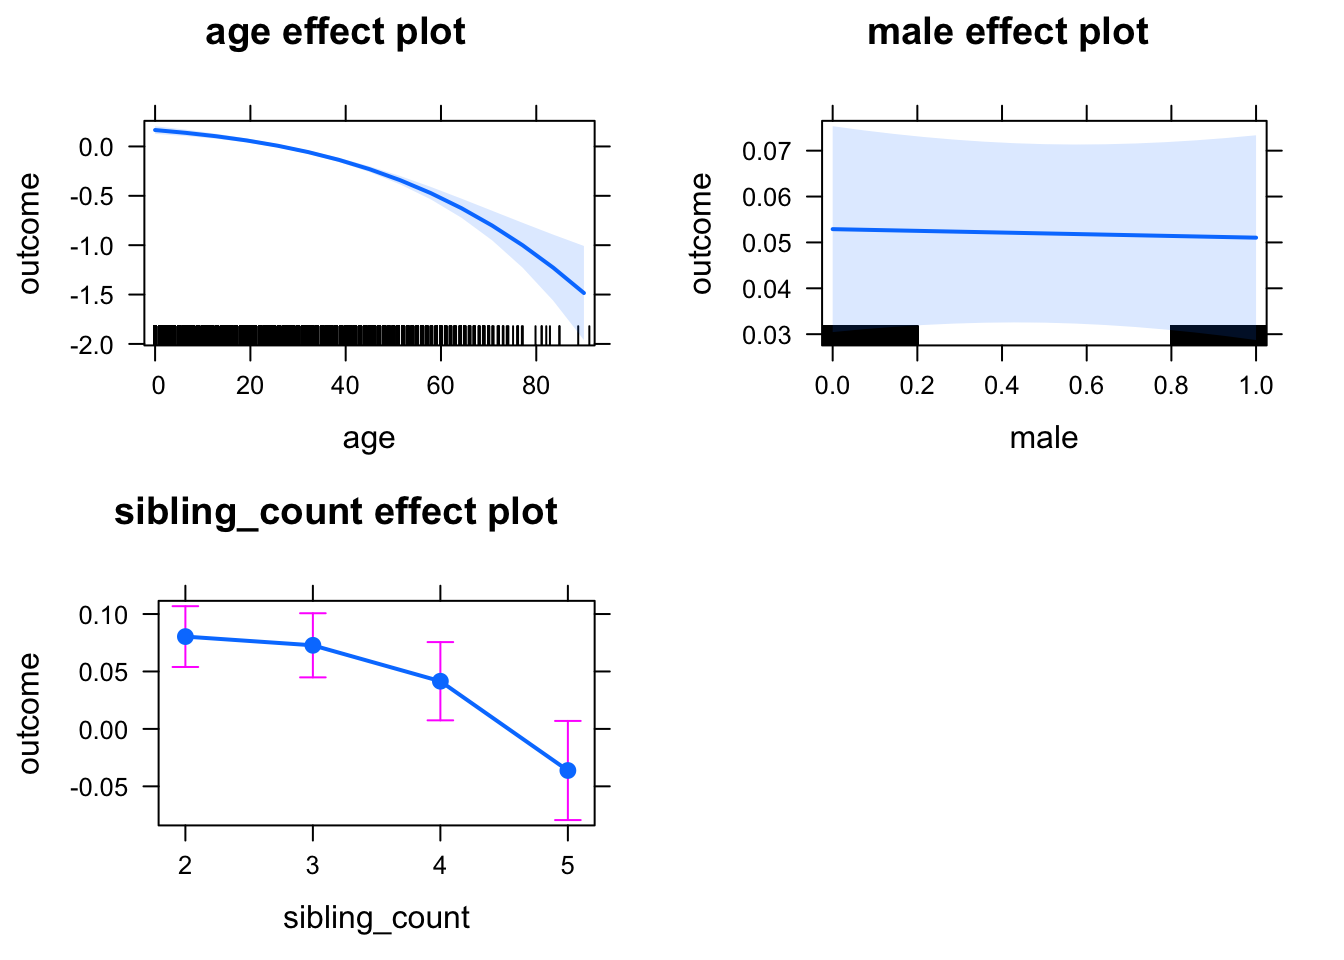 age effect plot
outcome
0.0
-0.5
-1.0
-1.5
-2.0
0 20 40 60 80
age
male effect plot
outcome
0.07
0.06
0.05
0.04
0.03
0.0 0.2 0.4 0.6 0.8 1.0
male
sibling_count effect plot
outcome
0.10
0.05
0.00
-0.05
2 3 4 5
sibling_count